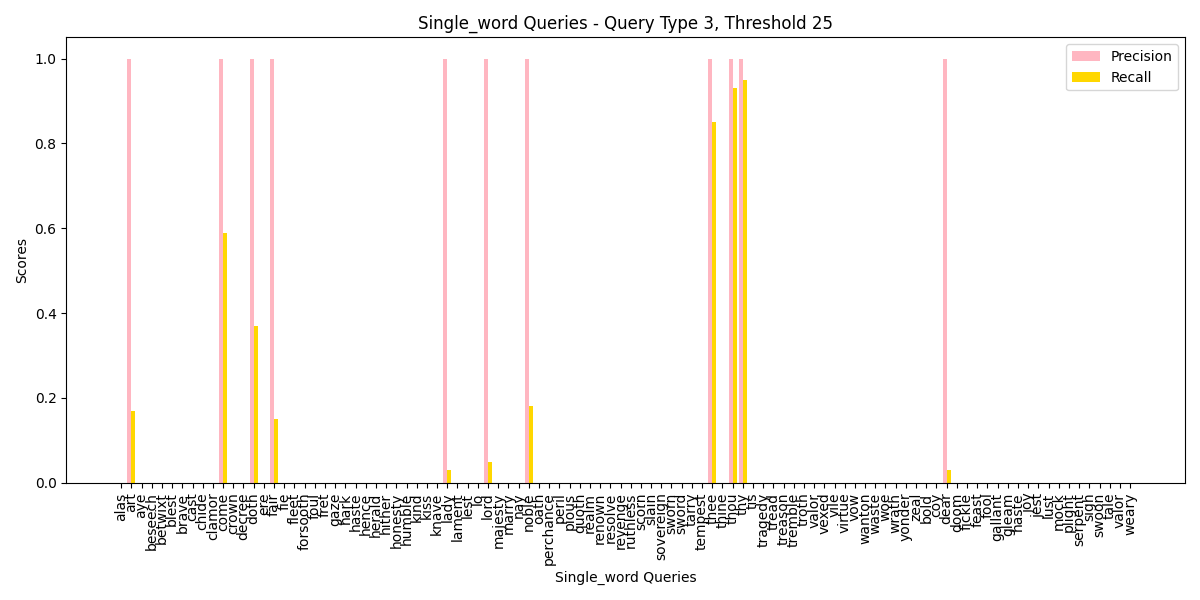 Single_word Queries - Query Type 3, Threshold 25
Precision
Recall
Scores
1.0
0.8
0.6
0.4
0.2
0.0
alas
art
aye
beseech
betwixt
blest
brave
cast
chide
clamor
come
crown
decree
doth
ere
fair
fie
fleet
forsooth
foul
fret
gaze
hark
haste
hence
herald
hither
honesty
humble
kind
kiss
knave
lady
lament
lest
lo
lord
majesty
marry
nay
noble
oath
perchance
peril
pious
quoth
realm
renown
resolve
revenge
ruthless
scorn
slain
sovereign
sworn
sword
tarry
tempest
thee
thine
thou
thy
tis
tragedy
tread
treason
tremble
troth
valor
vexed
vile
virtue
vow
wanton
waste
woe
wrath
yonder
zeal
bold
coy
dear
doom
fickle
feast
fool
gallant
gleam
haste
joy
jest
lust
mock
plight
serpent
sigh
swoon
tale
valor
weary
Single_word Queries